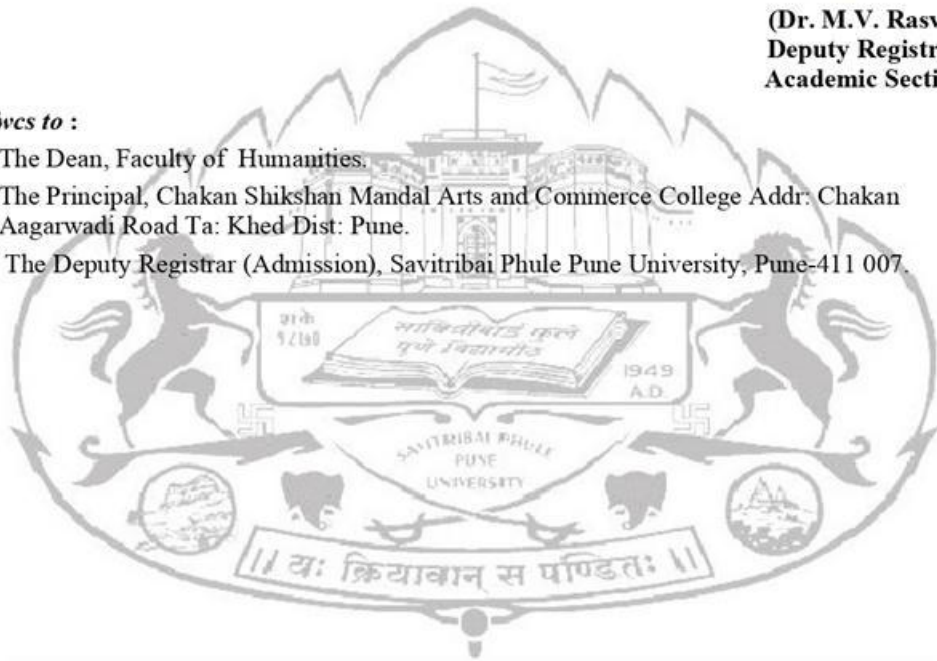 (Dr. M.V. Rasv
Deputy Registr
Academic Secti
wcs to :
The Dean, Faculty of Humanities.
The Principal, Chakan Shikshan Mandal Arts and Commerce College Addr: Chakan
Aagarwadi Road Ta: Khed Dist: Pune.
The Deputy Registrar (Admission), Savitribai Phule Pune University, Pune-411 007.
शके
१८७०
सावित्रीबाई फुले
पुणे विद्यापीठ
1949
A.D.
SAVITRIBAI PHULE
PUNE
UNIVERSITY
|| यः क्रियावान् स पण्डितः ||